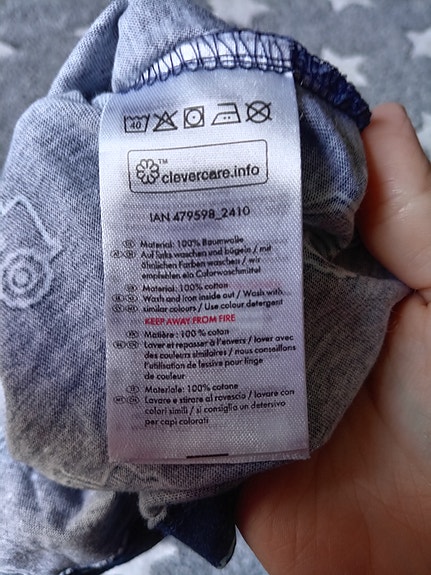 40
™
clevercare.info
IAN 479598_2410
Material: 100% Baumwolle
Auf links waschen und bügeln / mit
ähnlichen Farben waschen / wir
empfehlen ein Colorwaschmittel
Material: 100% cotton
Wash and iron inside out / Wash with
similar colours / Use colour detergent
KEEP AWAY FROM FIRE
Matière: 100 % coton
Laver et repasser à l'envers / laver avec
des couleurs similaires / nous conseillons
l'utilisation de lessive pour linge
de couleur
Materiale: 100% cotone
Lavare e stirare al rovescio / lavare con
colori simili / si consiglia un detersivo
per capi colorati